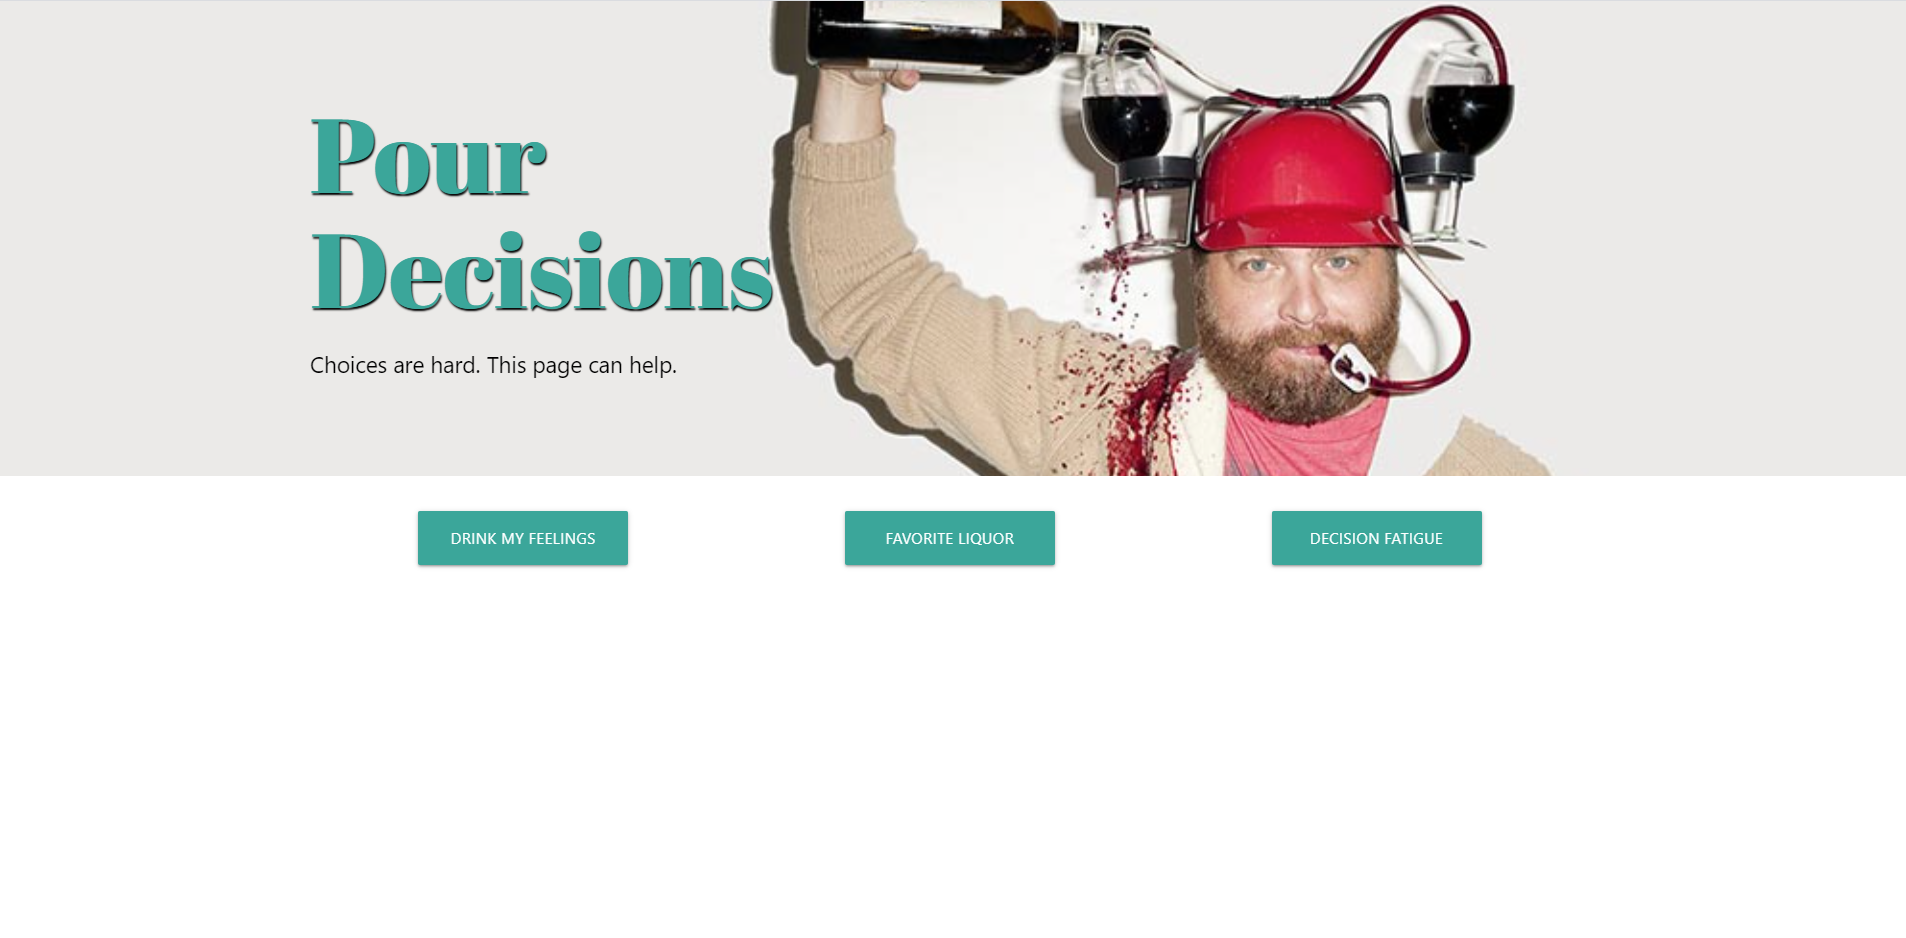 Pour
Decisions
Choices are hard. This page can help.
DRINK MY FEELINGS
FAVORITE LIQUOR
DECISION FATIGUE